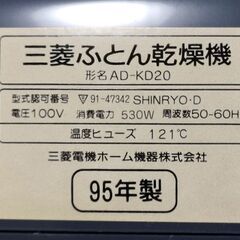 三菱ふとん乾燥機
形名 AD-KD20
型式認可番号 ▽ 91-47342 SHINRYO・D
電圧100V 消費電力 530W 周波数50-60H
温度ヒューズ 121℃
三菱電機ホーム機器株式会社
95年製